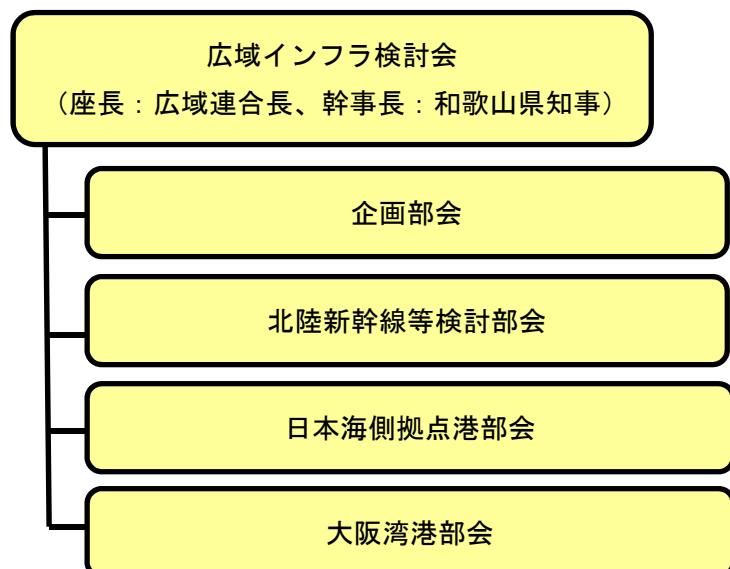 広域インフラ検討会
（座長：広域連合長、幹事長：和歌山県知事）
企画部会
北陸新幹線等検討部会
日本海側拠点港部会
大阪湾港部会